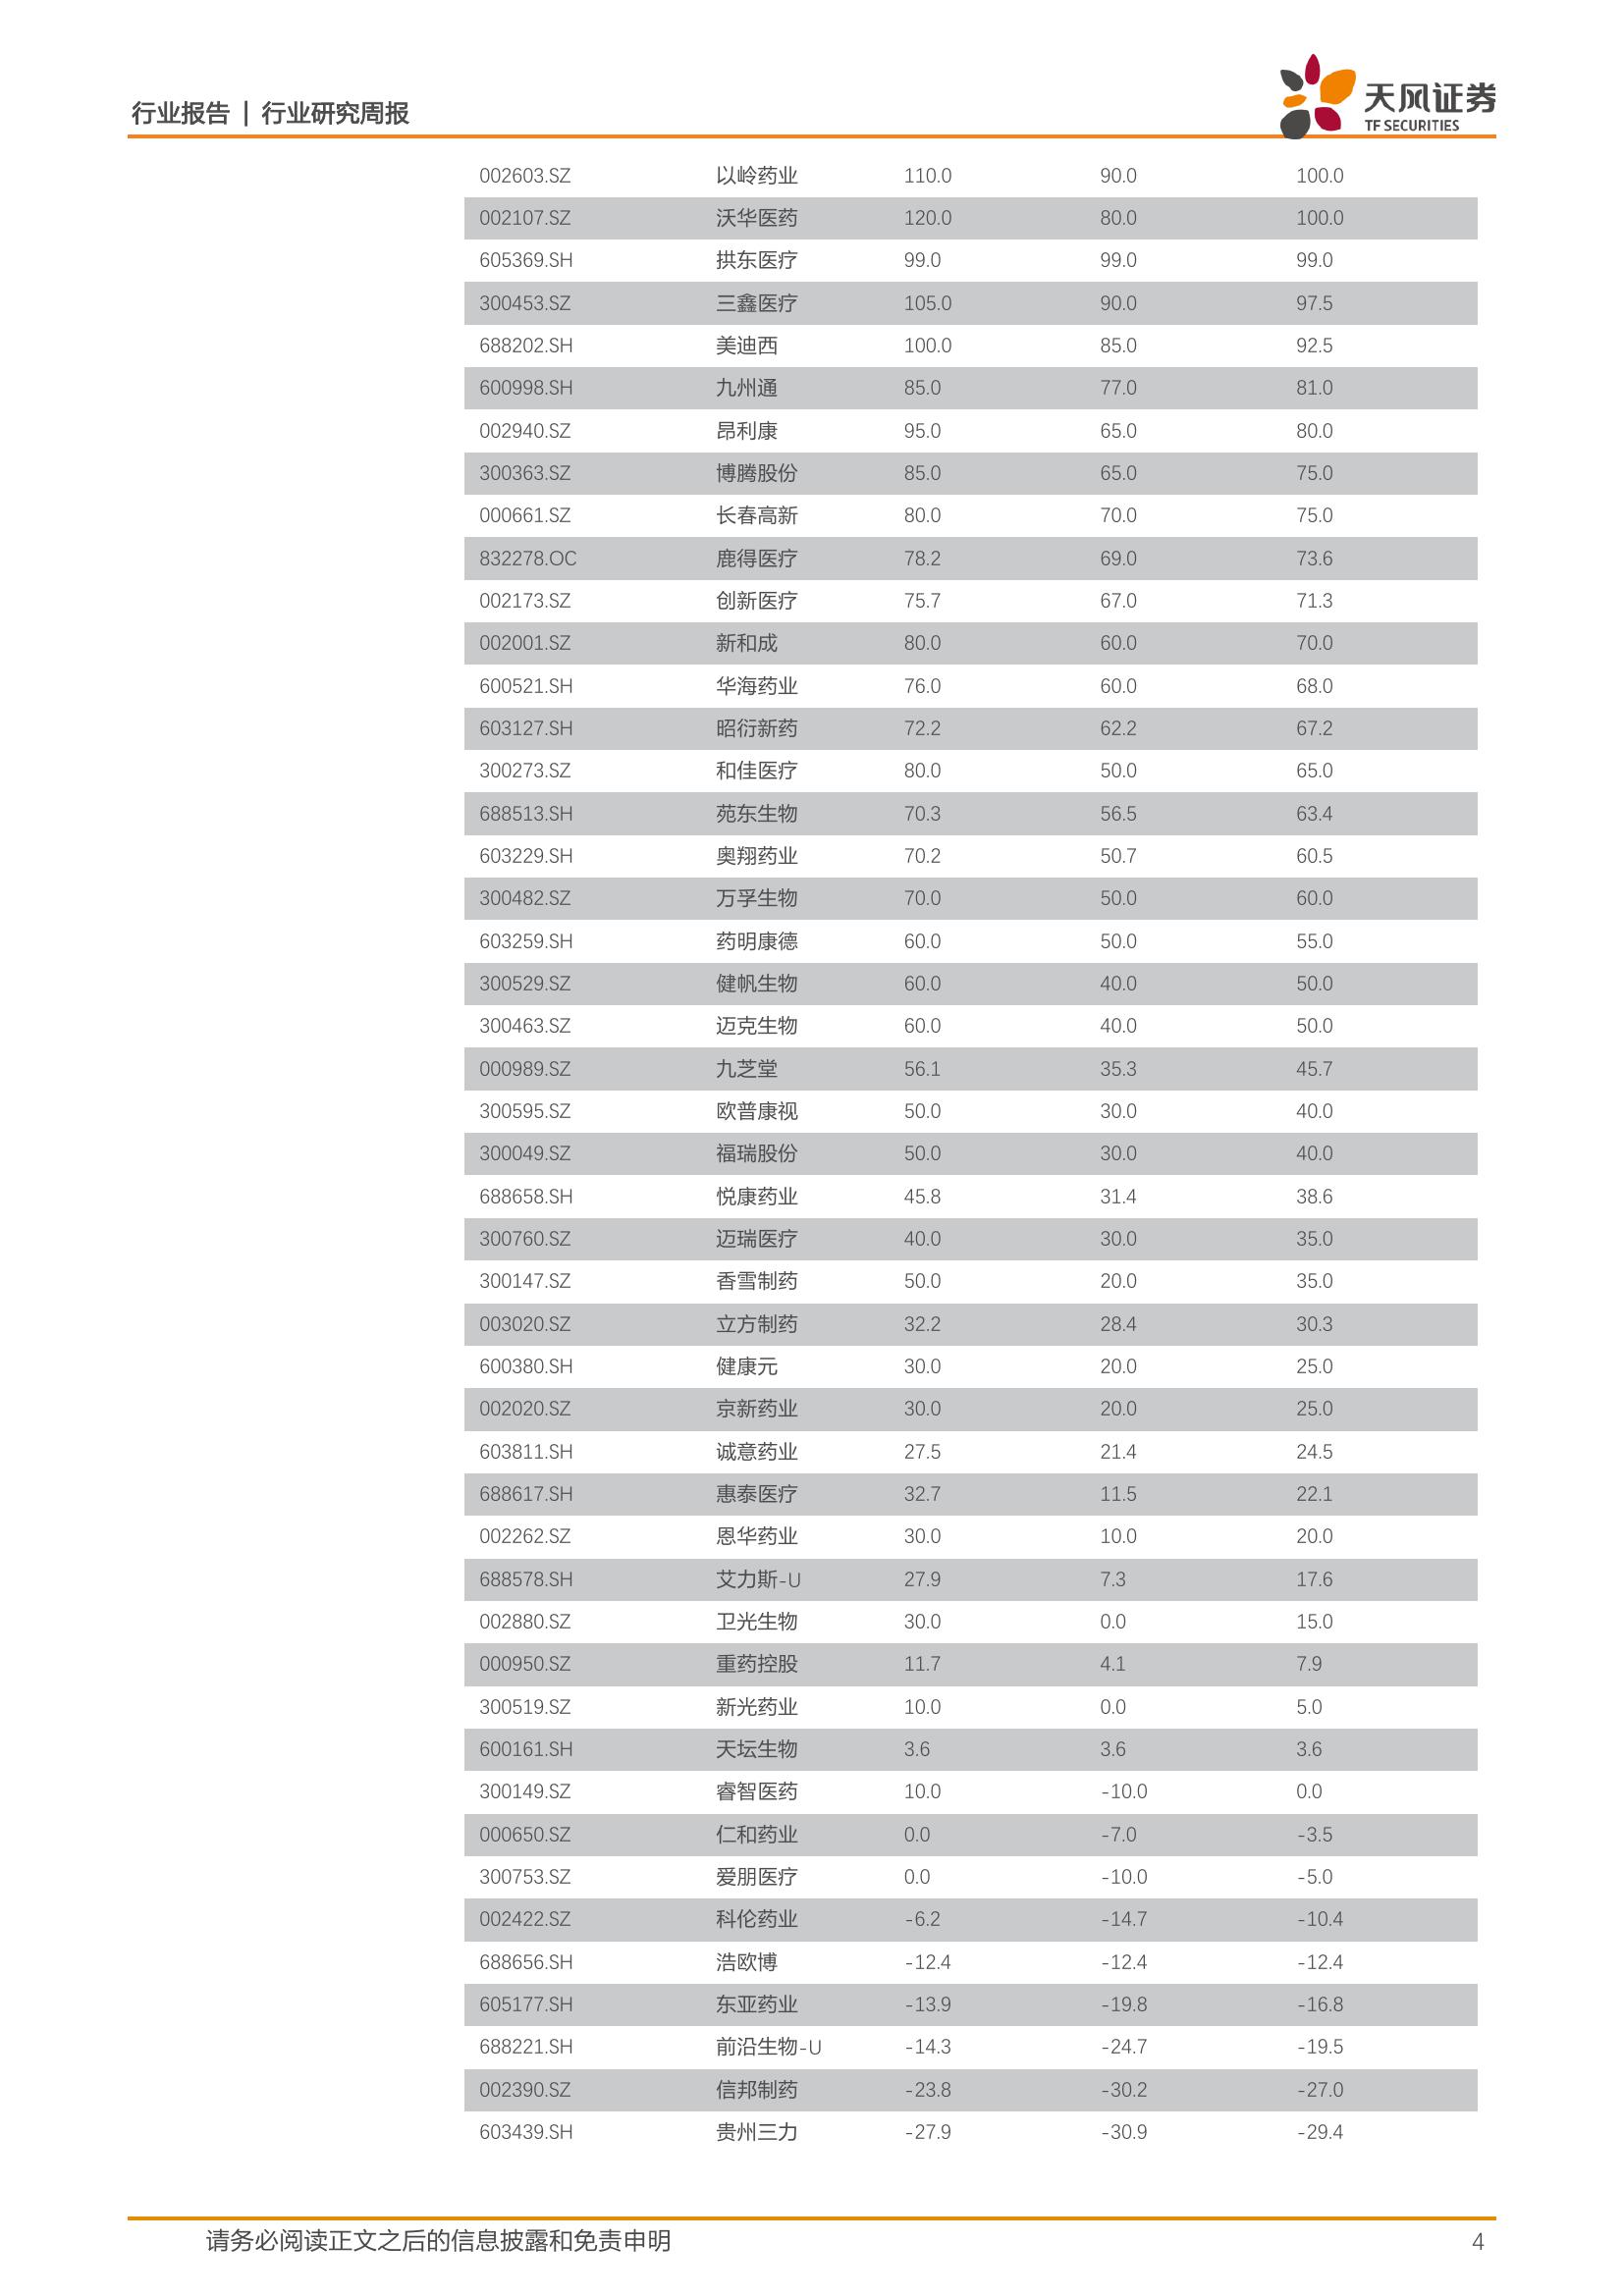 行业报告 | 行业研究周报
天风证券
TF SECURITIES
002603.SZ 以岭药业 110.0 90.0 100.0
002107.SZ 沃华医药 120.0 80.0 100.0
605369.SH 拱东医疗 99.0 99.0 99.0
300453.SZ 三鑫医疗 105.0 90.0 97.5
688202.SH 美迪西 100.0 85.0 92.5
600998.SH 九州通 85.0 77.0 81.0
002940.SZ 昂利康 95.0 65.0 80.0
300363.SZ 博腾股份 85.0 65.0 75.0
000661.SZ 长春高新 80.0 70.0 75.0
832278.OC 鹿得医疗 78.2 69.0 73.6
002173.SZ 创新医疗 75.7 67.0 71.3
002001.SZ 新和成 80.0 60.0 70.0
600521.SH 华海药业 76.0 60.0 68.0
603127.SH 昭衍新药 72.2 62.2 67.2
300273.SZ 和佳医疗 80.0 50.0 65.0
688513.SH 苑东生物 70.3 56.5 63.4
603229.SH 奥翔药业 70.2 50.7 60.5
300482.SZ 万孚生物 70.0 50.0 60.0
603259.SH 药明康德 60.0 50.0 55.0
300529.SZ 健帆生物 60.0 40.0 50.0
300463.SZ 迈克生物 60.0 40.0 50.0
000989.SZ 九芝堂 56.1 35.3 45.7
300595.SZ 欧普康视 50.0 30.0 40.0
300049.SZ 福瑞股份 50.0 30.0 40.0
688658.SH 悦康药业 45.8 31.4 38.6
300760.SZ 迈瑞医疗 40.0 30.0 35.0
300147.SZ 香雪制药 50.0 20.0 35.0
003020.SZ 立方制药 32.2 28.4 30.3
600380.SH 健康元 30.0 20.0 25.0
002020.SZ 京新药业 30.0 20.0 25.0
603811.SH 诚意药业 27.5 21.4 24.5
688617.SH 惠泰医疗 32.7 11.5 22.1
002262.SZ 恩华药业 30.0 10.0 20.0
688578.SH 艾力斯-U 27.9 7.3 17.6
002880.SZ 卫光生物 30.0 0.0 15.0
000950.SZ 重药控股 11.7 4.1 7.9
300519.SZ 新光药业 10.0 0.0 5.0
600161.SH 天坛生物 3.6 3.6 3.6
300149.SZ 睿智医药 10.0 -10.0 0.0
000650.SZ 仁和药业 0.0 -7.0 -3.5
300753.SZ 爱朋医疗 0.0 -10.0 -5.0
002422.SZ 科伦药业 -6.2 -14.7 -10.4
688656.SH 浩欧博 -12.4 -12.4 -12.4
605177.SH 东亚药业 -13.9 -19.8 -16.8
688221.SH 前沿生物-U -14.3 -24.7 -19.5
002390.SZ 信邦制药 -23.8 -30.2 -27.0
603439.SH 贵州三力 -27.9 -30.9 -29.4
请务必阅读正文之后的信息披露和免责申明 4